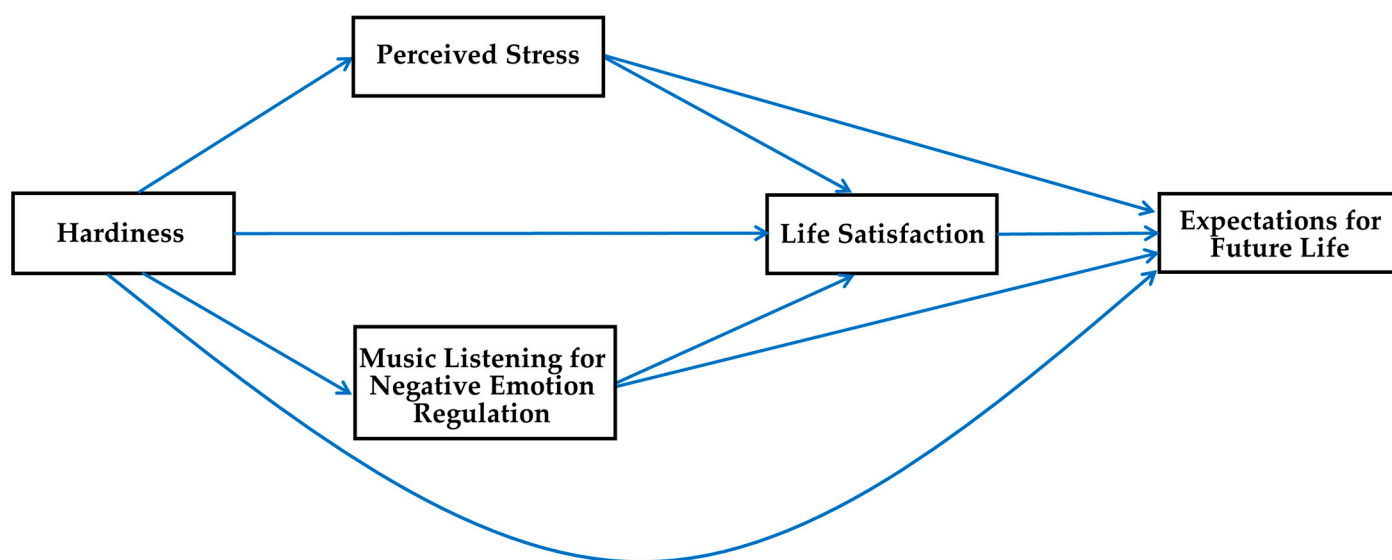 Perceived Stress
Hardiness
Life Satisfaction
Expectations for
Future Life
Music Listening for
Negative Emotion
Regulation